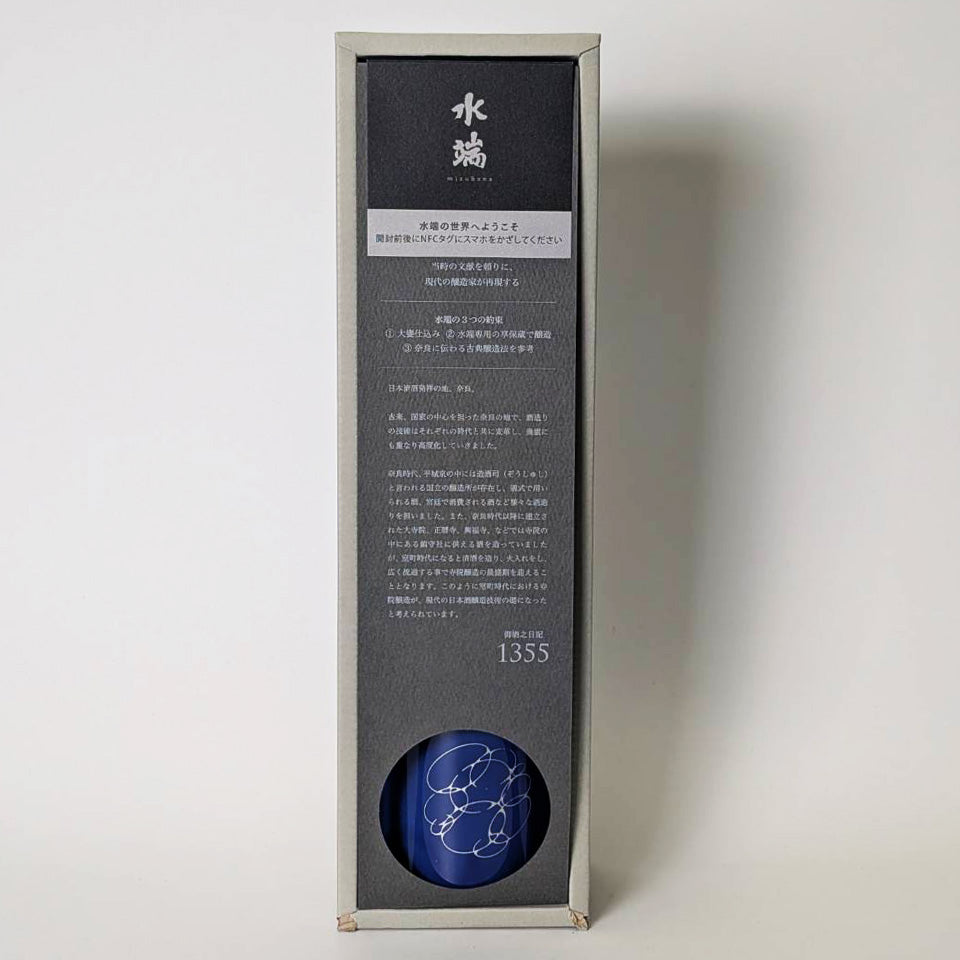 水端
mizuhana
水端の世界へようこそ
開封前後にNFCタグにスマホをかざしてください
当時の文献を頼りに、
現代の醸造家が再現する
水端の3つの約束
① 大甕仕込み ② 水端専用の享保蔵で醸造
③ 奈良に伝わる古典醸造法を参考
日本清酒発祥の地、奈良。
古来、国家の中心を担った奈良の地で、酒造り
の技術はそれぞれの時代と共に変革し、幾重に
も重なり高度化していきました。
奈良時代、平城京の中には造酒司（ぞうしゅし）
と言われる国立の醸造所が存在し、儀式で用い
られる酒、宮廷で消費される酒など様々な酒造
りを担いました。また、奈良時代以降に建立さ
れた大寺院、正暦寺、興福寺、などでは寺院の
中にある鎮守社に供える酒を造っていました
が、室町時代になると清酒を造り、火入れをし、
広く流通する事で寺院醸造の最盛期を迎えるこ
ととなります。このように室町時代における寺
院醸造が、現代の日本酒醸造技術の礎になった
と考えられています。
御酒之日記
1355